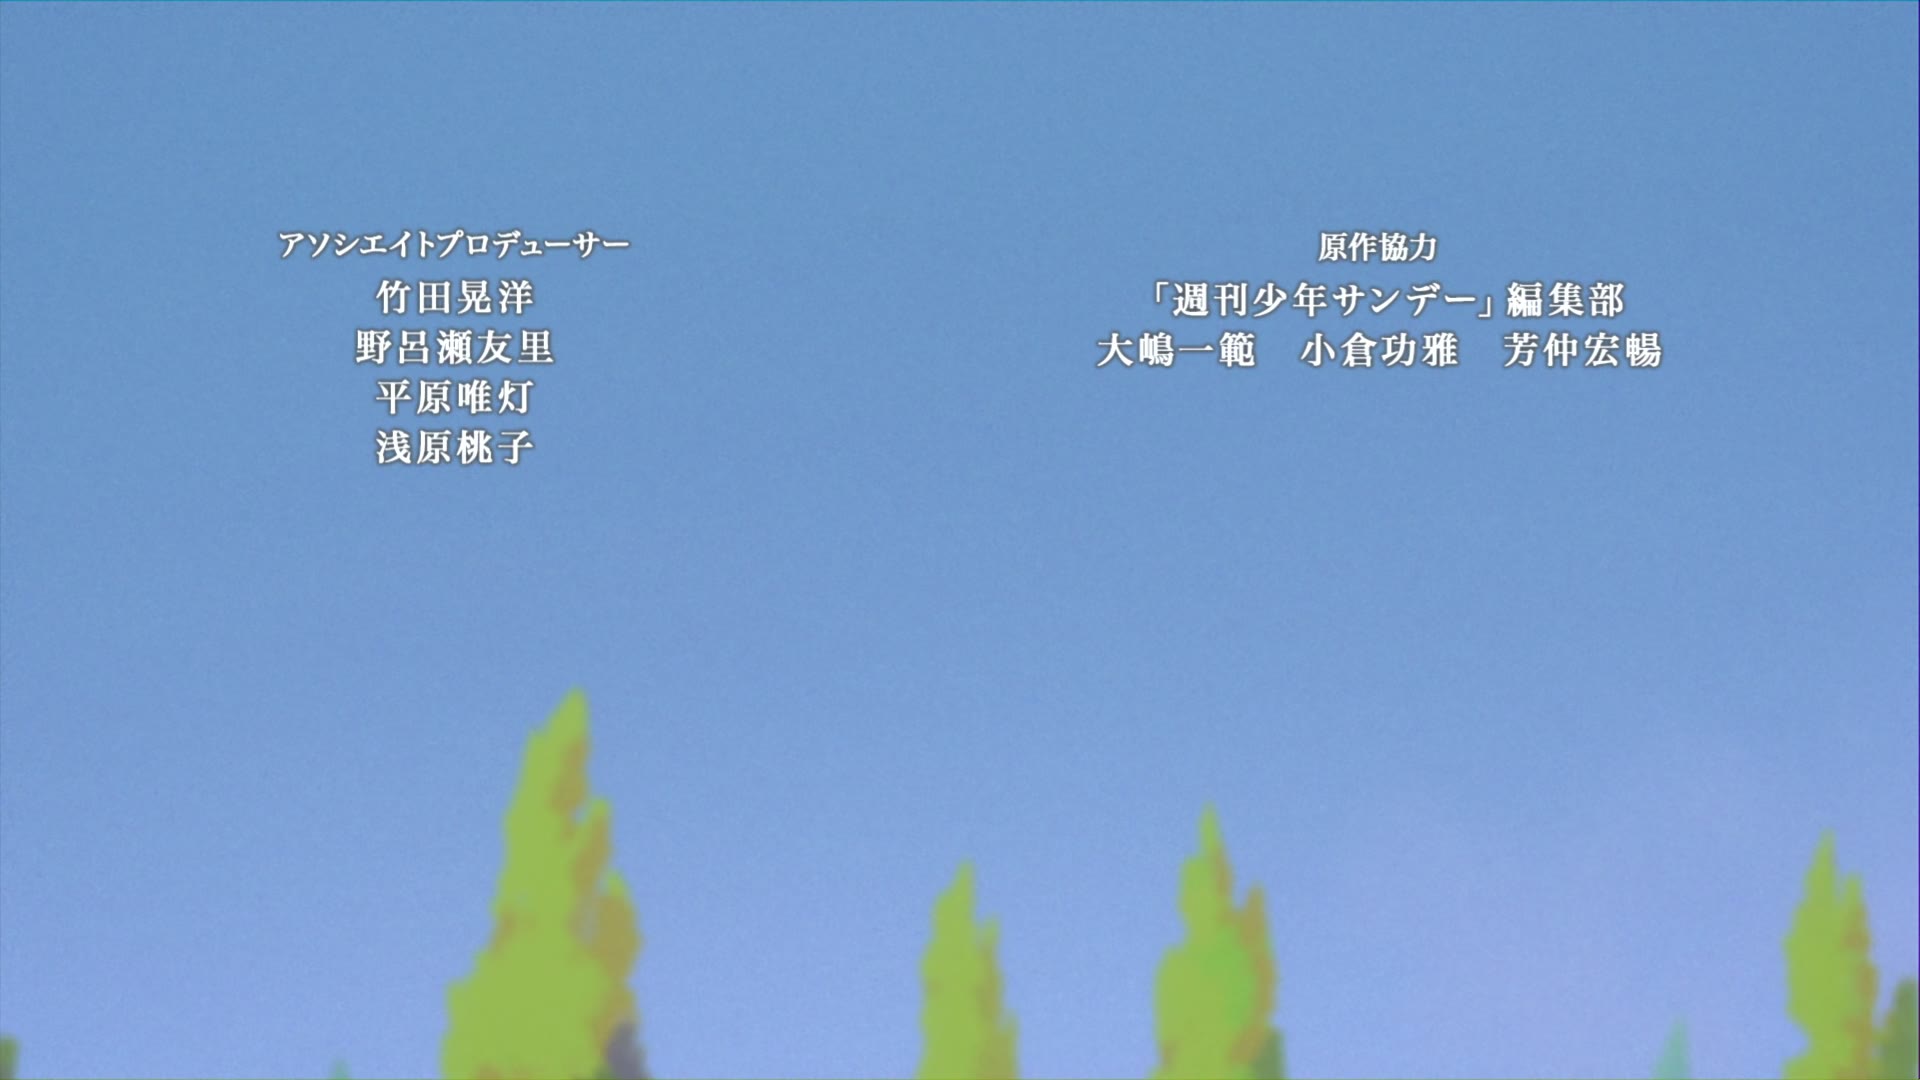 アソシエイトプロデューサー
竹田晃洋
野呂瀬友里
平原唯灯
浅原桃子
原作協力
「週刊少年サンデー」編集部
大嶋一範　小倉功雅　芳仲宏暢